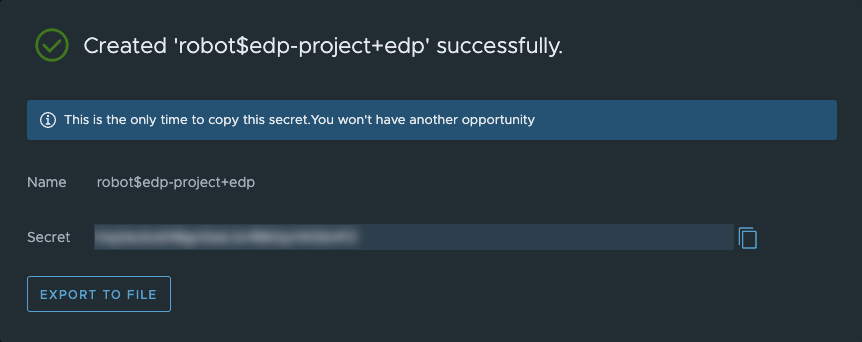 Created 'robot$edp-project+edp' successfully.
This is the only time to copy this secret.You won't have another opportunity
Name robot$edp-project+edp
Secret
EXPORT TO FILE